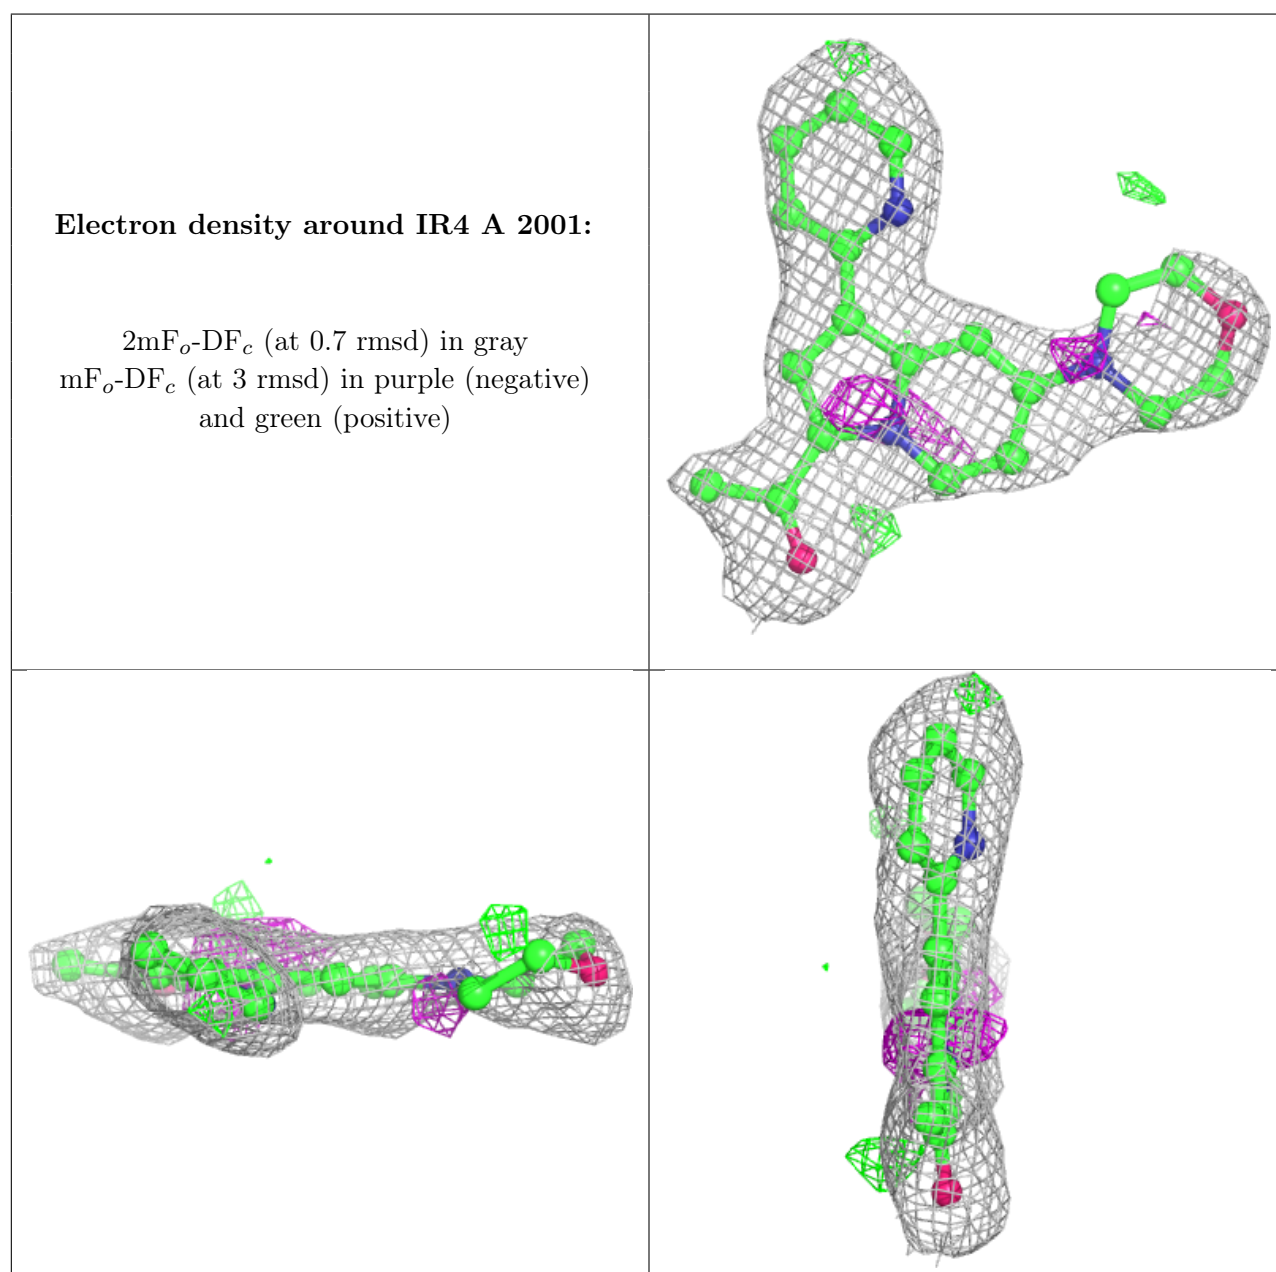 Electron density around IR4 A 2001:
2mFo-DFc (at 0.7 rmsd) in gray
mFo-DFc (at 3 rmsd) in purple (negative)
and green (positive)